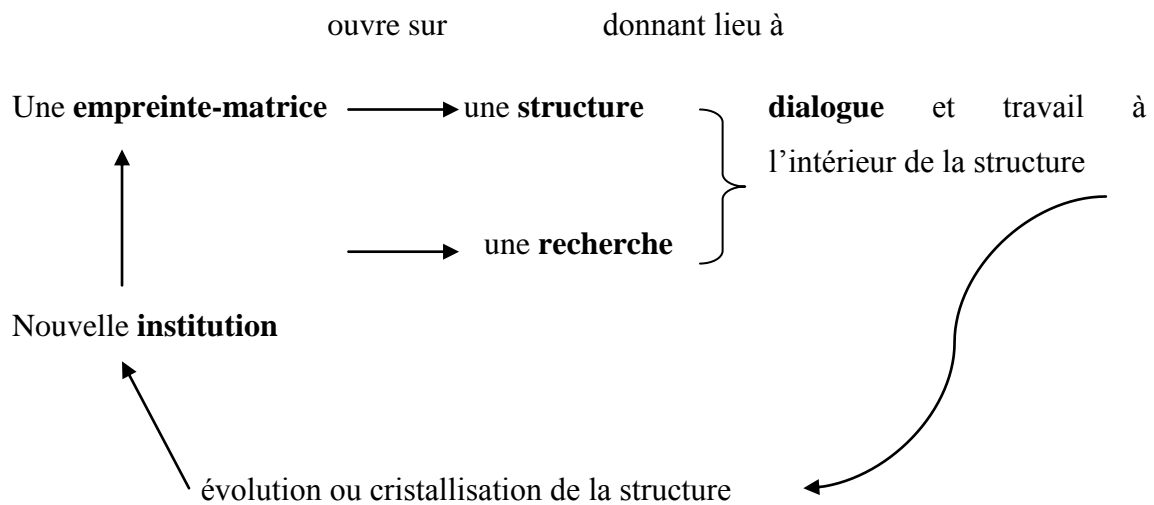 ouvre sur donnant lieu à
Une empreinte-matrice une structure dialogue et travail à
l’intérieur de la structure
une recherche
Nouvelle institution
évolution ou cristallisation de la structure